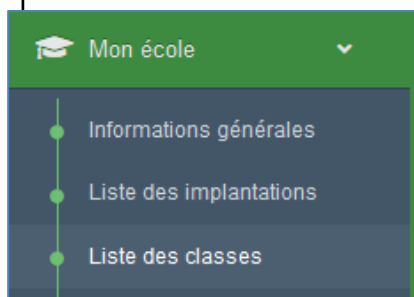 Mon école
Informations générales
Liste des implantations
Liste des classes